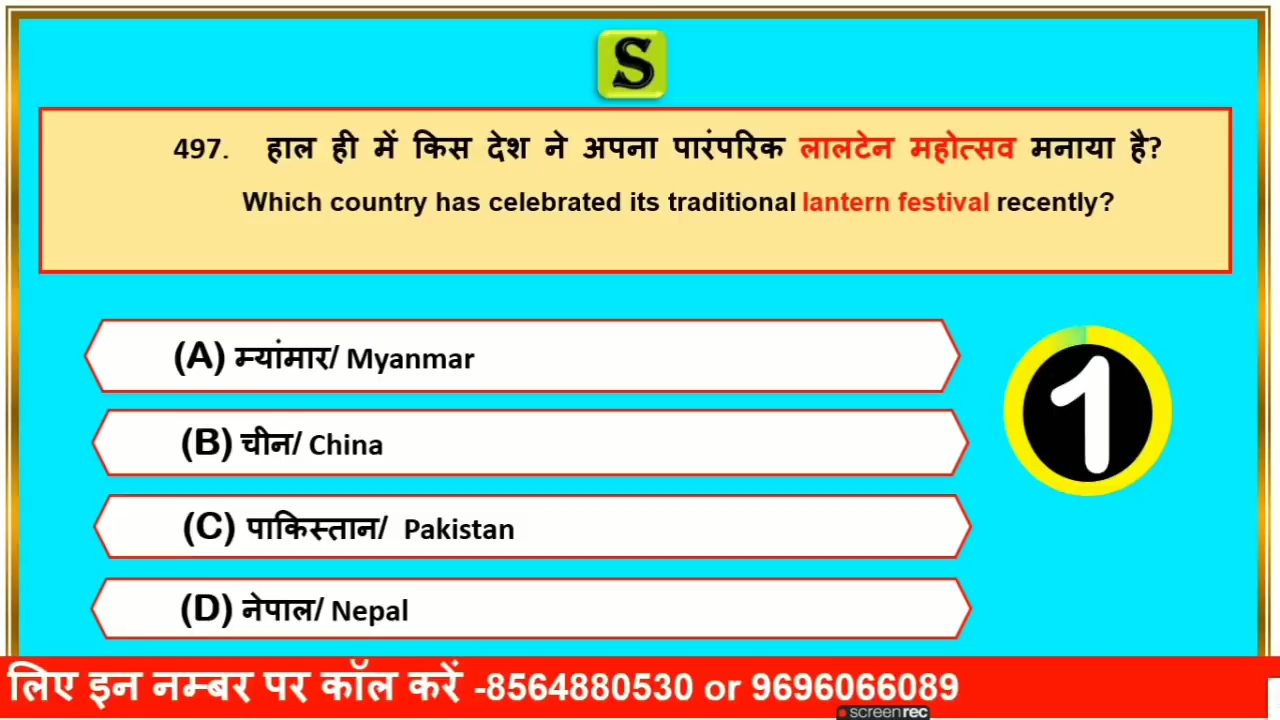 S
497. हाल ही में किस देश ने अपना पारंपरिक लालटेन महोत्सव मनाया है?
Which country has celebrated its traditional lantern festival recently?
(A) म्यांमार/ Myanmar
1
(B) चीन/ China
(C) पाकिस्तान/ Pakistan
(D) नेपाल/ Nepal
लिए इन नम्बर पर कॉल करें -8564880530 or 9696066089
screenrec